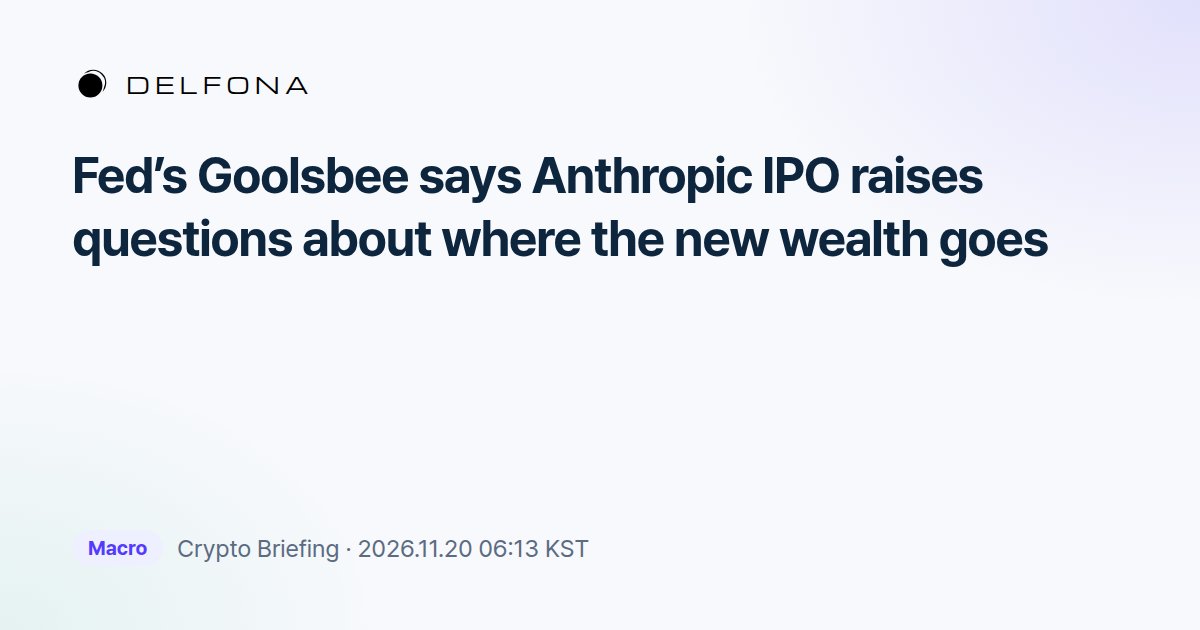 DELFONA
Fed’s Goolsbee says Anthropic IPO raises
questions about where the new wealth goes
Macro Crypto Briefing · 2026.11.20 06:13 KST